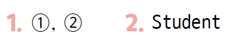 1. ①, ② 2. Student